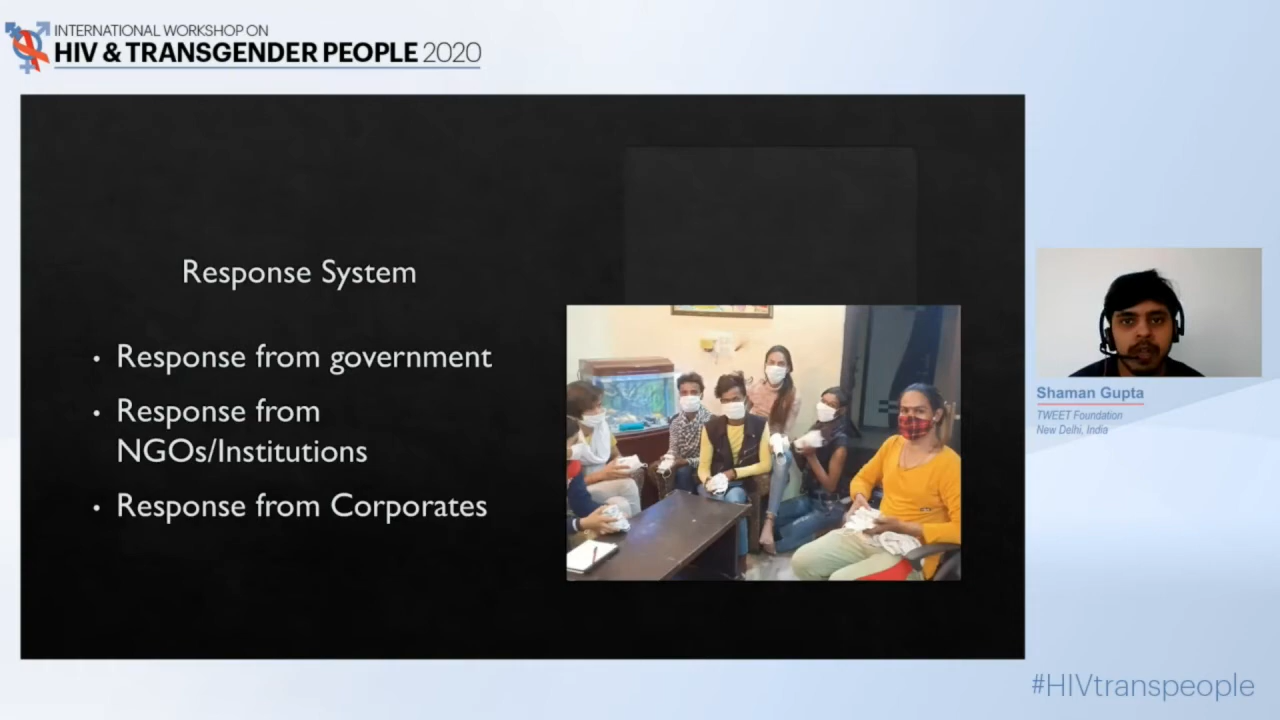 INTERNATIONAL WORKSHOP ON
HIV & TRANSGENDER PEOPLE 2020
Response System
• Response from government
• Response from
NGOs/Institutions
• Response from Corporates
Shaman Gupta
TWEET Foundation
New Delhi, India
#HIVtranspeople